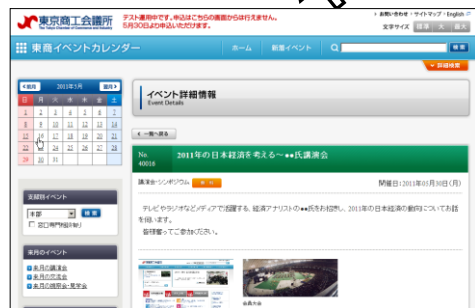 東京商工会議所
The Tokyo Chamber of Commerce and Industry
テスト運用中です。申込はこちらの画面からは行えません。
5月30日より申込いただけます。
お問い合わせ・サイトマップ・English
文字サイズ 標準 大 最大
東商イベントカレンダー
ホーム 新着イベント 検索
詳細検索
前月 2011年5月 翌月
日 月 火 水 木 金 土
1 2 3 4 5 6 7
8 9 10 11 12 13 14
15 16 17 18 19 20 21
22 23 24 25 26 27 28
29 30 31
支部別イベント
本部 検索
窓口専門相談除り
来月のイベント
来月の講演会
来月の交流会
来月の視察会・見学会
イベント詳細情報
Event Details
一覧へ戻る
No. 40016
2011年の日本経済を考える～●●氏講演会
講演会・シンポジウム
開催日:2011年05月30日(月)
テレビやラジオなどメディアで活躍する、経済アナリストの●●氏をお招きし、2011年の日本経済の動向についてお話
を伺います。
皆様奮ってご参加ください。
会員大会